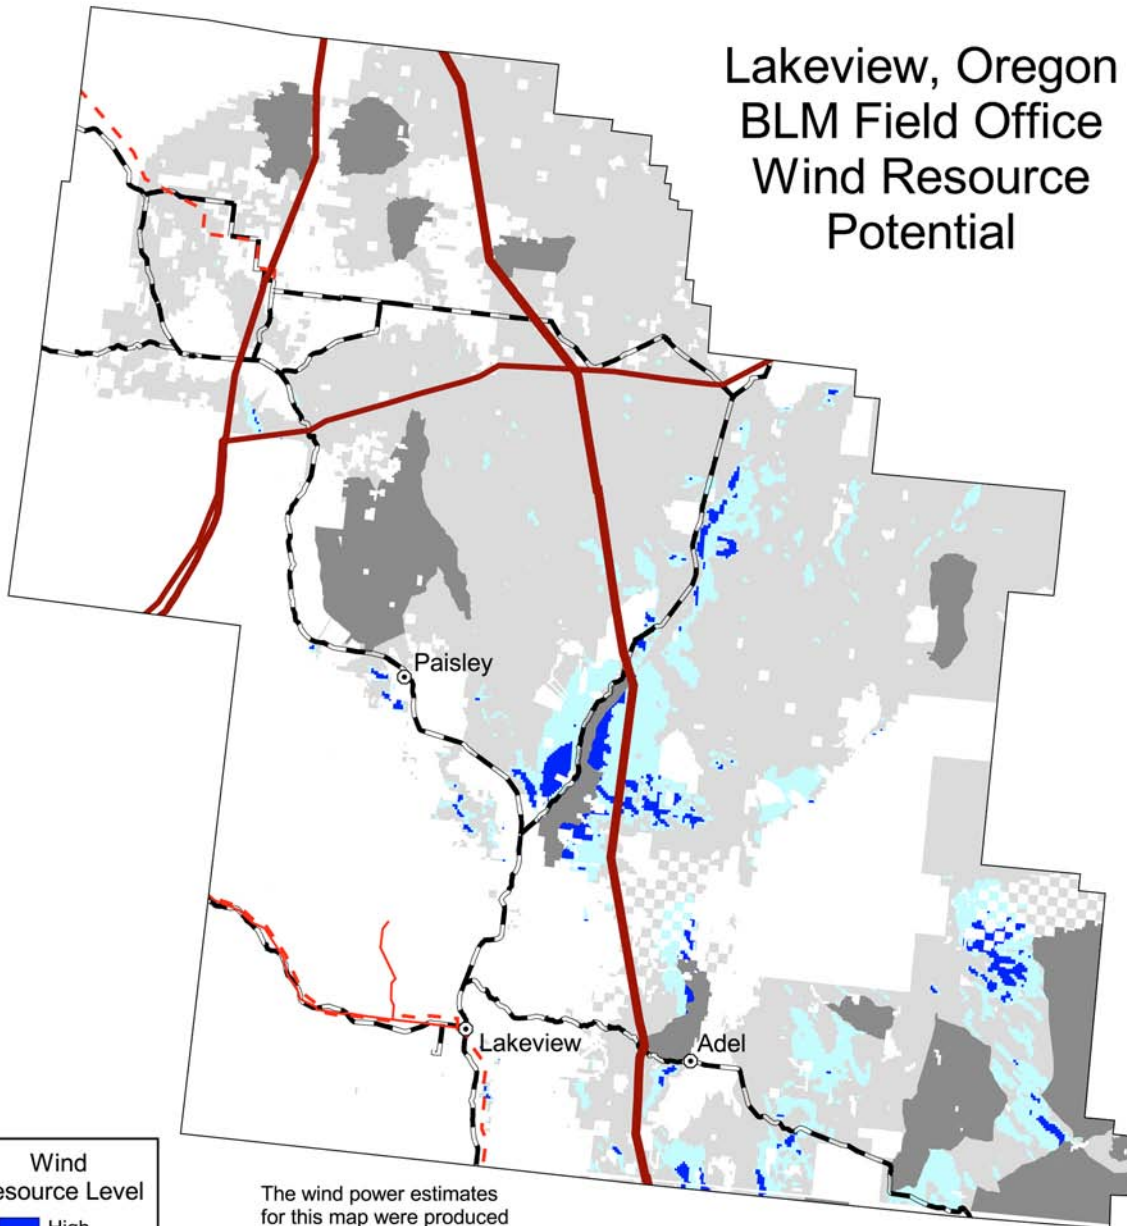 Lakeview, Oregon
BLM Field Office
Wind Resource
Potential
Paisley
Lakeview
Adel
Wind
esource Level
High
The wind power estimates
for this map were produced